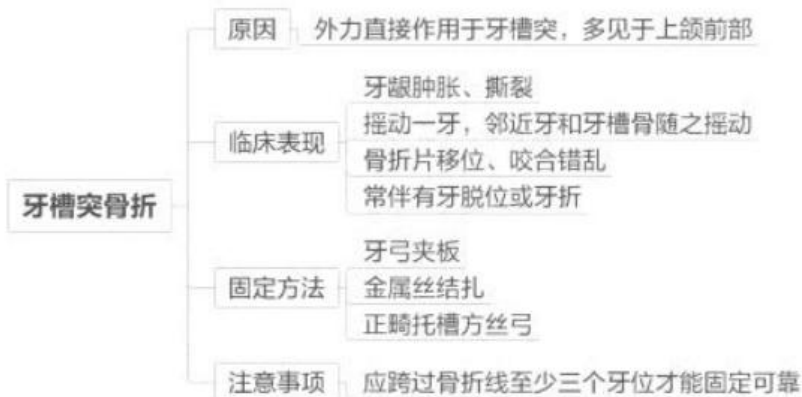 牙槽突骨折
原因
外力直接作用于牙槽突，多见于上颌前部
临床表现
牙龈肿胀、撕裂
摇动一牙，邻近牙和牙槽骨随之摇动
骨折片移位、咬合错乱
常伴有牙脱位或牙折
固定方法
牙弓夹板
金属丝结扎
正畸托槽方丝弓
注意事项
应跨过骨折线至少三个牙位才能固定可靠